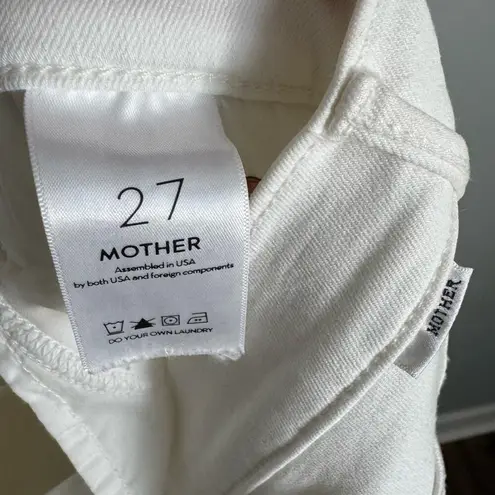 27
MOTHER
Assembled in USA
by both USA and foreign components
DO YOUR OWN LAUNDRY
MOTHER